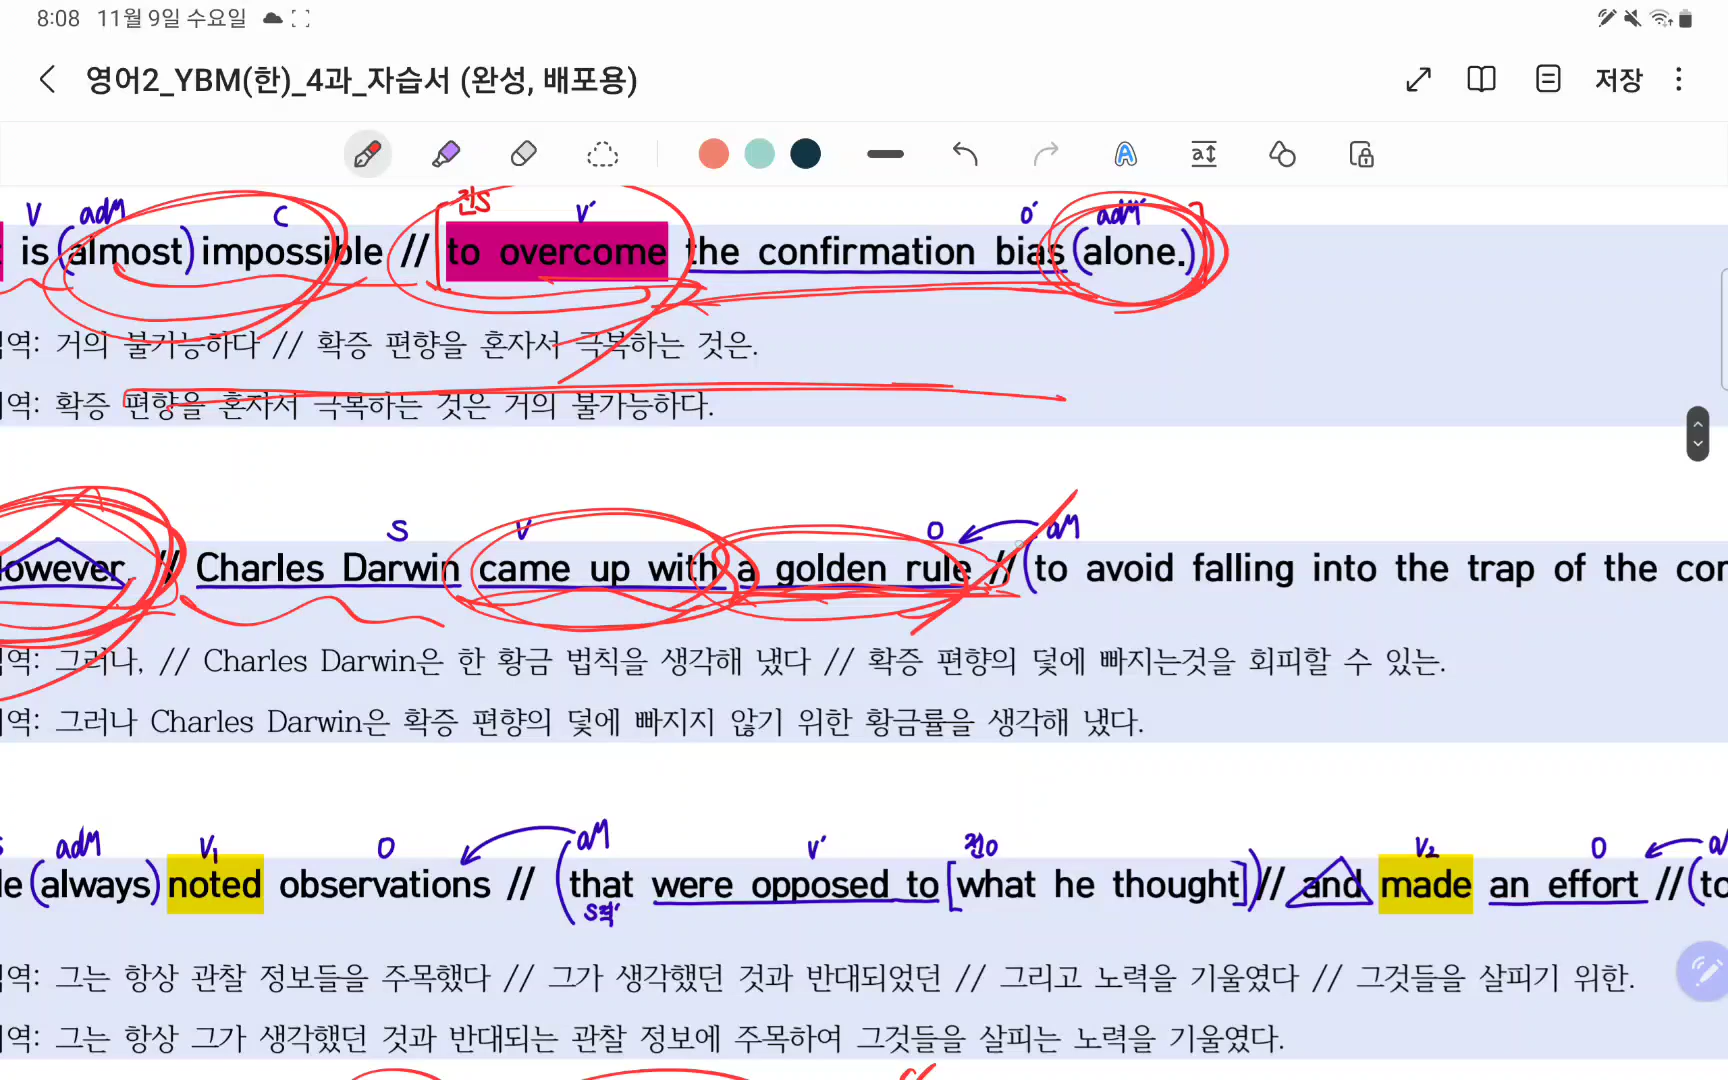 8:08 11월 9일 수요일
영어2_YBM(한)_4과_자습서 (완성, 배포용)
저장
V adM C 진S V' O' adM'
is (almost) impossible // [to overcome the confirmation bias (alone.)]
역: 거의 불가능하다 // 확증 편향을 혼자서 극복하는 것은.
역: 확증 편향을 혼자서 극복하는 것은 거의 불가능하다.
S V O aM
owever, // Charles Darwin came up with a golden rule // (to avoid falling into the trap of the con
역: 그러나, // Charles Darwin은 한 황금 법칙을 생각해 냈다 // 확증 편향의 덫에 빠지는것을 회피할 수 있는.
역: 그러나 Charles Darwin은 확증 편향의 덫에 빠지지 않기 위한 황금률을 생각해 냈다.
adM V1 O aM V' 전O V2 O
le (always) noted observations // (that were opposed to [what he thought]) // and made an effort // (to
역: 그는 항상 관찰 정보들을 주목했다 // 그가 생각했던 것과 반대되었던 // 그리고 노력을 기울였다 // 그것들을 살피기 위한.
역: 그는 항상 그가 생각했던 것과 반대되는 관찰 정보에 주목하여 그것들을 살피는 노력을 기울였다.